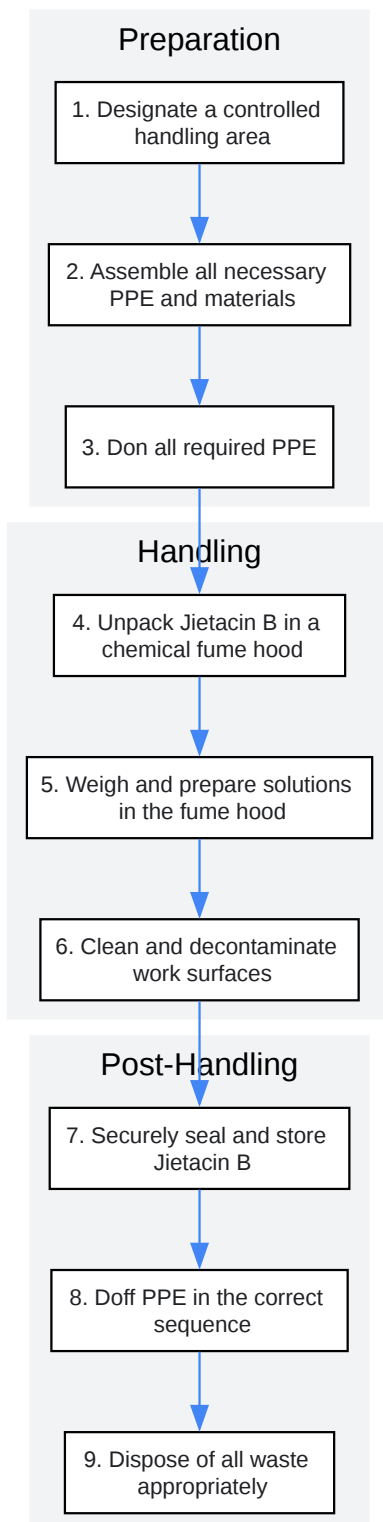 Preparation
1. Designate a controlled
handling area
2. Assemble all necessary
PPE and materials
3. Don all required PPE
Handling
4. Unpack Jietacin B in a
chemical fume hood
5. Weigh and prepare solutions
in the fume hood
6. Clean and decontaminate
work surfaces
Post-Handling
7. Securely seal and store
Jietacin B
8. Doff PPE in the correct
sequence
9. Dispose of all waste
appropriately